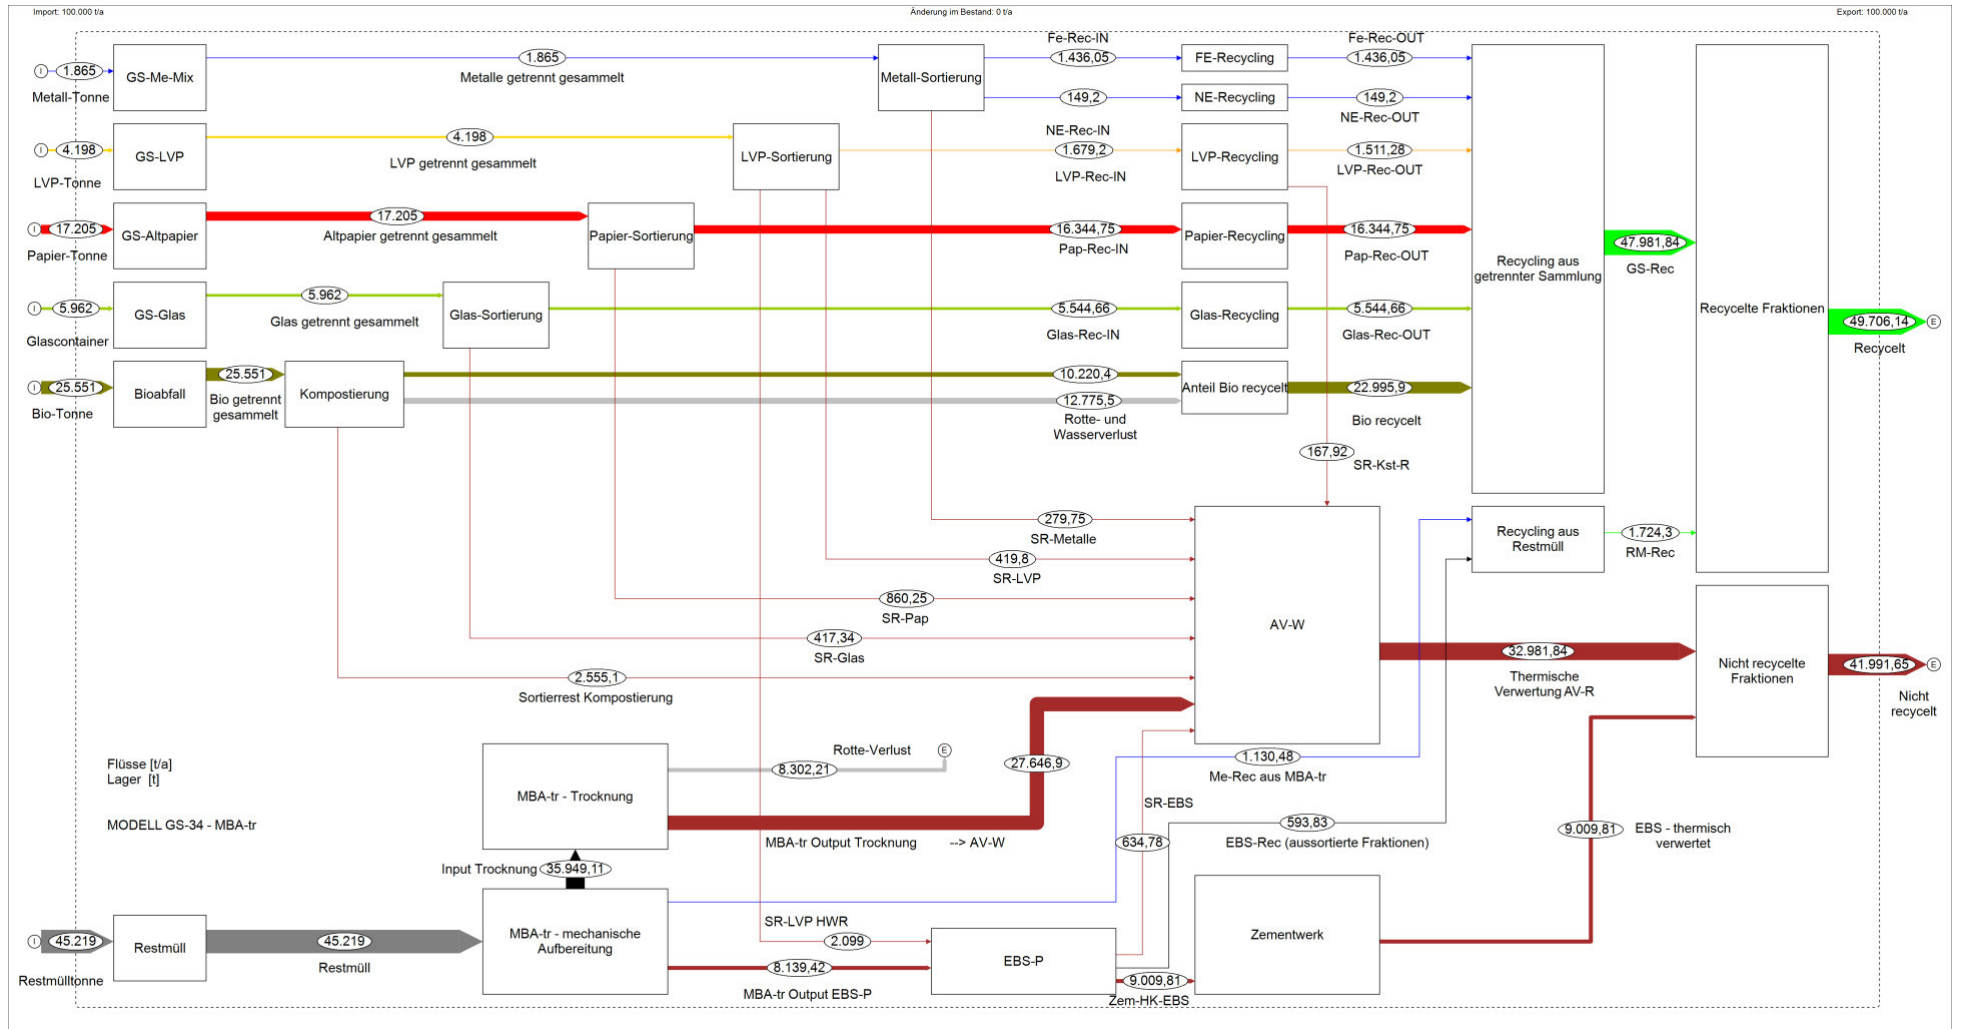 Import: 100.000 t/a
Änderung im Bestand: 0 t/a
Export: 100.000 t/a
Fe-Rec-IN
Fe-Rec-OUT
I
1.865
GS-Me-Mix
1.865
Metall-Sortierung
1.436,05
FE-Recycling
1.436,05
Metalle getrennt gesammelt
Metall-Tonne
149,2
NE-Recycling
149,2
NE-Rec-OUT
NE-Rec-IN
I
4.198
GS-LVP
4.198
LVP-Sortierung
1.679,2
LVP-Recycling
1.511,28
LVP getrennt gesammelt
LVP-Tonne
LVP-Rec-IN
LVP-Rec-OUT
I
17.205
GS-Altpapier
17.205
Papier-Sortierung
16.344,75
Papier-Recycling
16.344,75
Altpapier getrennt gesammelt
Papier-Tonne
Pap-Rec-IN
Pap-Rec-OUT
Recycling aus
getrennter Sammlung
47.981,84
GS-Rec
I
5.962
GS-Glas
5.962
Glas-Sortierung
5.544,66
Glas-Recycling
5.544,66
Glas getrennt gesammelt
Glascontainer
Glas-Rec-IN
Glas-Rec-OUT
Recycelte Fraktionen
49.706,14
E
Recycelt
I
25.551
Bioabfall
25.551
Kompostierung
10.220,4
Anteil Bio recycelt
22.995,9
Bio-Tonne
Bio getrennt
gesammelt
12.775,5
Rotte- und
Wasserverlust
Bio recycelt
167,92
SR-Kst-R
279,75
SR-Metalle
419,8
SR-LVP
860,25
SR-Pap
417,34
SR-Glas
2.555,1
Sortierrest Kompostierung
AV-W
Recycling aus
Restmüll
1.724,3
RM-Rec
32.981,84
Thermische
Verwertung AV-R
Nicht recycelte
Fraktionen
41.991,65
E
Nicht
recycelt
Flüsse [t/a]
Lager [t]
MODELL GS-34 - MBA-tr
MBA-tr - Trocknung
Rotte-Verlust
E
8.302,21
27.646,9
1.130,48
Me-Rec aus MBA-tr
SR-EBS
593,83
EBS-Rec (aussortierte Fraktionen)
634,78
9.009,81
EBS - thermisch
verwertet
MBA-tr Output Trocknung
--> AV-W
Input Trocknung
35.949,11
I
45.219
Restmüll
45.219
Restmüll
Restmülltonne
MBA-tr - mechanische
Aufbereitung
SR-LVP HWR
2.099
8.139,42
MBA-tr Output EBS-P
EBS-P
9.009,81
Zem-HK-EBS
Zementwerk